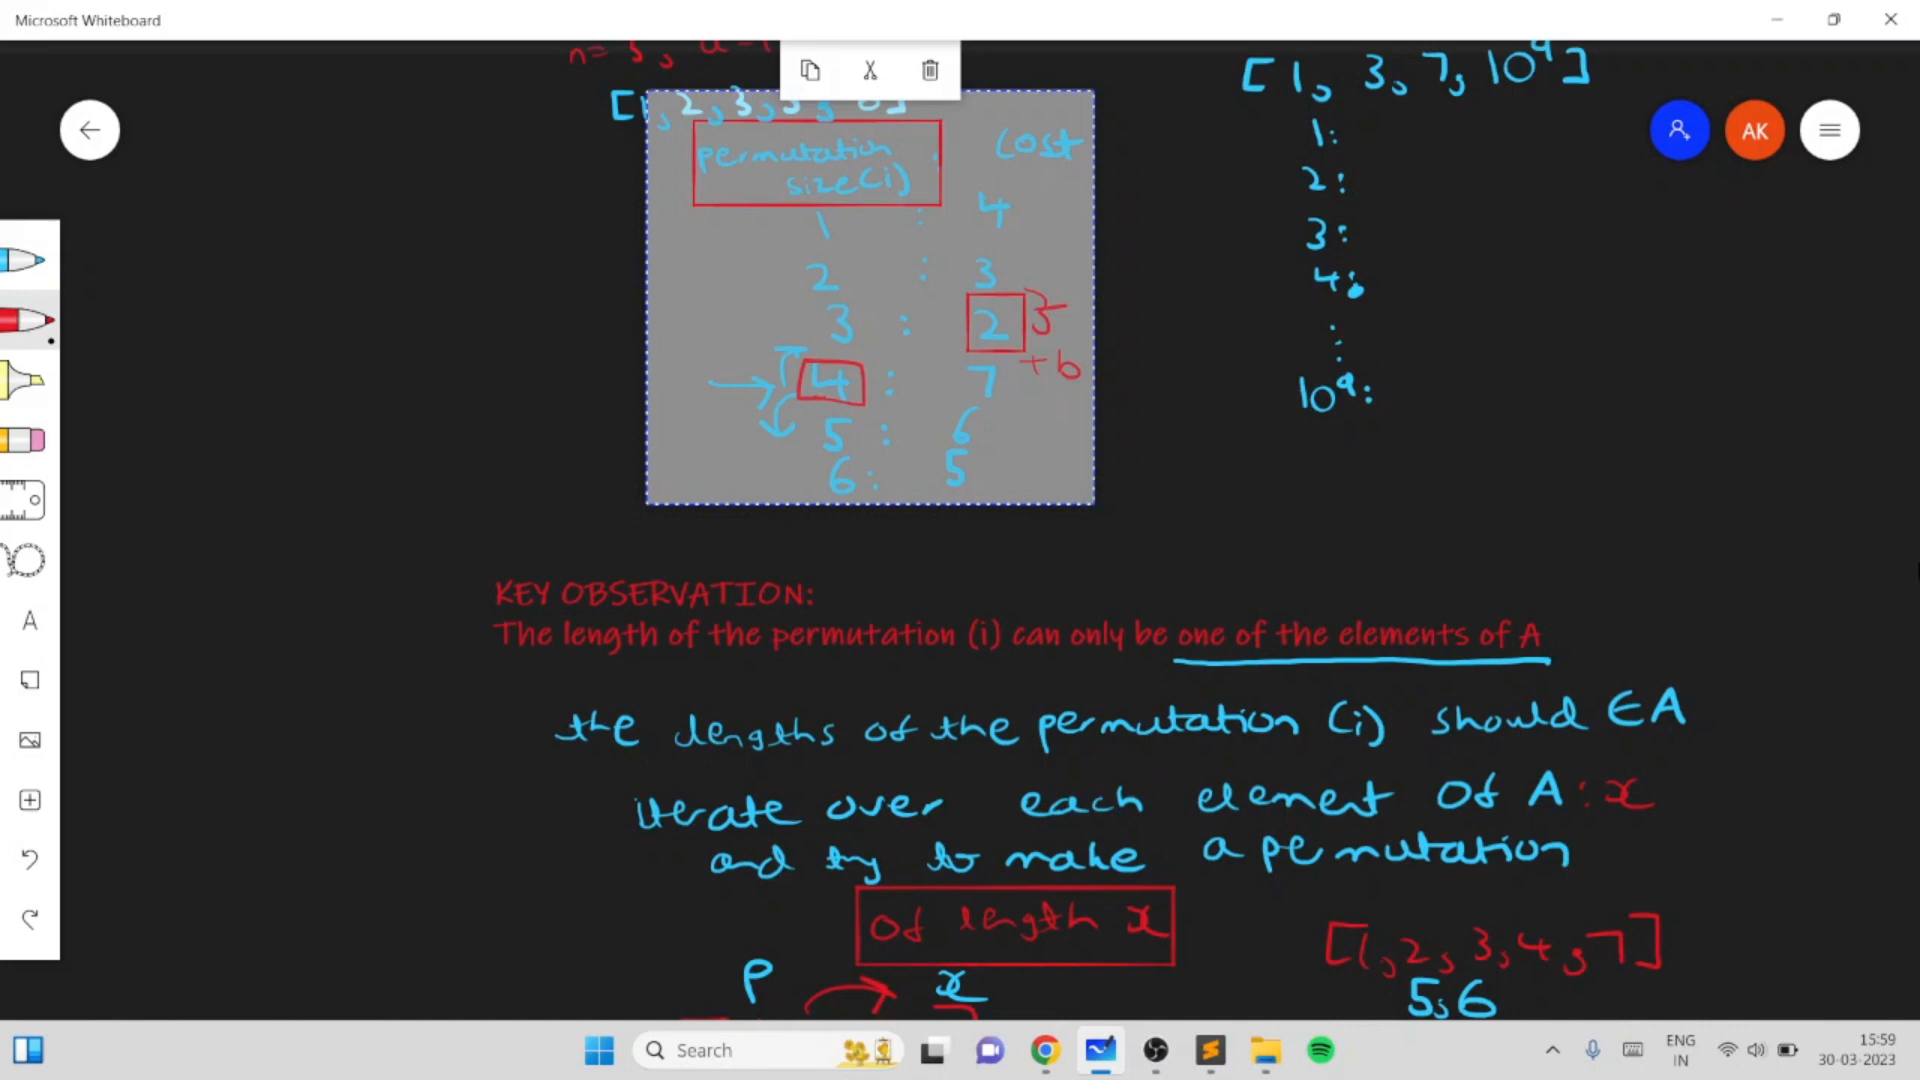 Microsoft Whiteboard
[1, 3, 7, 10⁹]
permutation size(i) : cost
1 : 4
2 : 3
3 : 2
+ b
4 : 7
5 : 6
6 : 5
1:
2:
3:
4:
10⁹:
AK
KEY OBSERVATION:
The length of the permutation (i) can only be one of the elements of A
the lengths of the permutation (i) should ∈ A
iterate over each element of A : x
and try to make a permutation
of length x
[1, 2, 3, 4, 7]
5, 6
P
x
A
Search
ENG
IN
15:59
30-03-2023